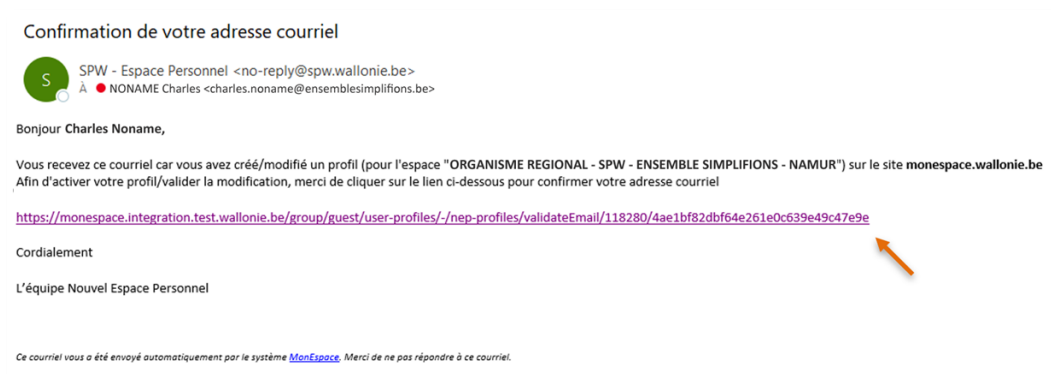 Confirmation de votre adresse courriel
S
SPW - Espace Personnel <no-reply@spw.wallonie.be>
À NONAME Charles <charles.noname@ensemblesimplifions.be>
Bonjour Charles Noname,
Vous recevez ce courriel car vous avez créé/modifié un profil (pour l'espace "ORGANISME REGIONAL - SPW - ENSEMBLE SIMPLIFIONS - NAMUR") sur le site monespace.wallonie.be
Afin d'activer votre profil/valider la modification, merci de cliquer sur le lien ci-dessous pour confirmer votre adresse courriel
https://monespace.integration.test.wallonie.be/group/guest/user-profiles/-/nep-profiles/validateEmail/118280/4ae1bf82dbf64e261e0c639e49c47e9e
Cordialement
L'équipe Nouvel Espace Personnel
Ce courriel vous a été envoyé automatiquement par le système MonEspace. Merci de ne pas répondre à ce courriel.